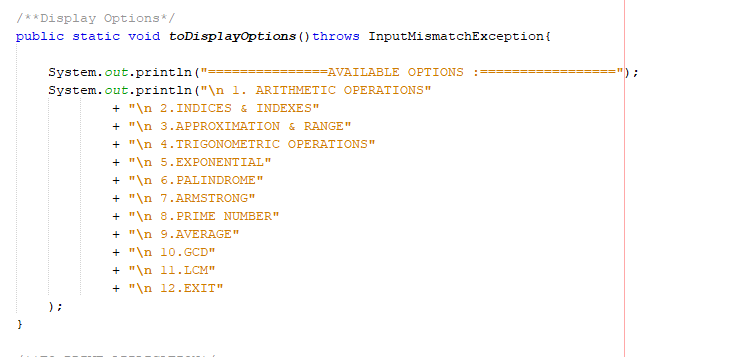 /**Display Options*/
public static void toDisplayOptions()throws InputMismatchException{
System.out.println("===============AVAILABLE OPTIONS :=================");
System.out.println("\n 1. ARITHMETIC OPERATIONS"
+ "\n 2.INDICES & INDEXES"
+ "\n 3.APPROXIMATION & RANGE"
+ "\n 4.TRIGONOMETRIC OPERATIONS"
+ "\n 5.EXPONENTIAL"
+ "\n 6.PALINDROME"
+ "\n 7.ARMSTRONG"
+ "\n 8.PRIME NUMBER"
+ "\n 9.AVERAGE"
+ "\n 10.GCD"
+ "\n 11.LCM"
+ "\n 12.EXIT"
);
}